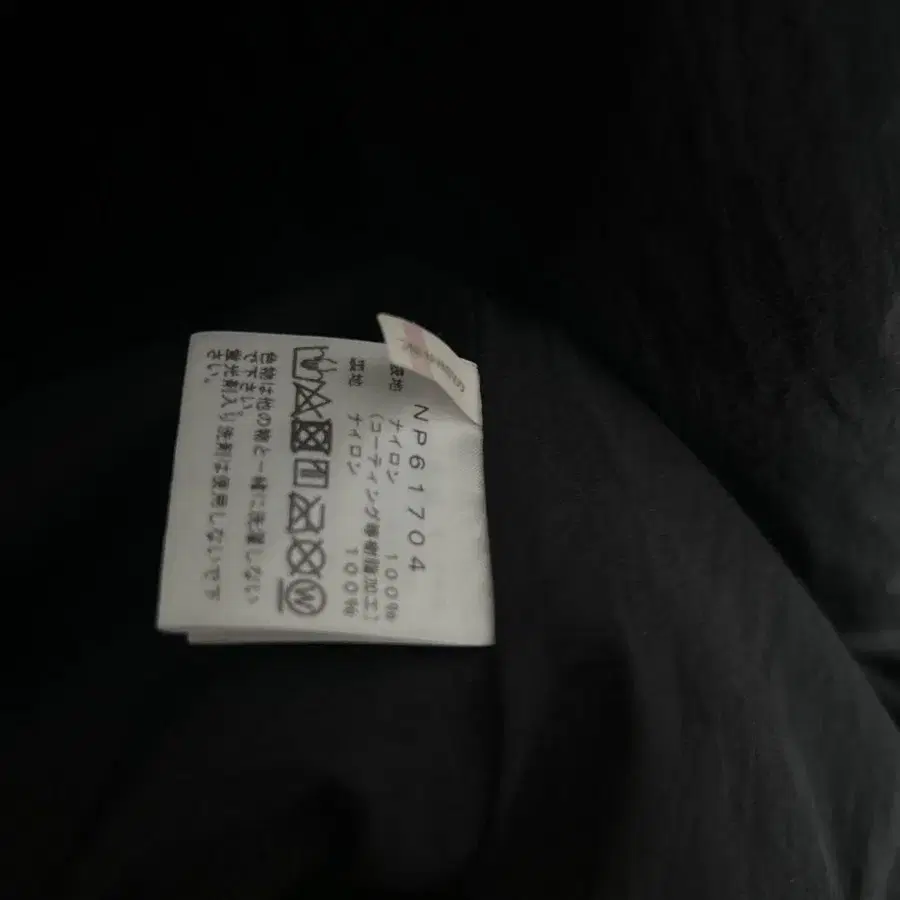 NP61704
表地 ナイロン 100%
(コーティング等樹脂加工)
裏地 ナイロン 100%
W
色物は他の物と一緒に洗濯しない
で下さい。
蛍光剤入り洗剤は使用しないで下
さい。